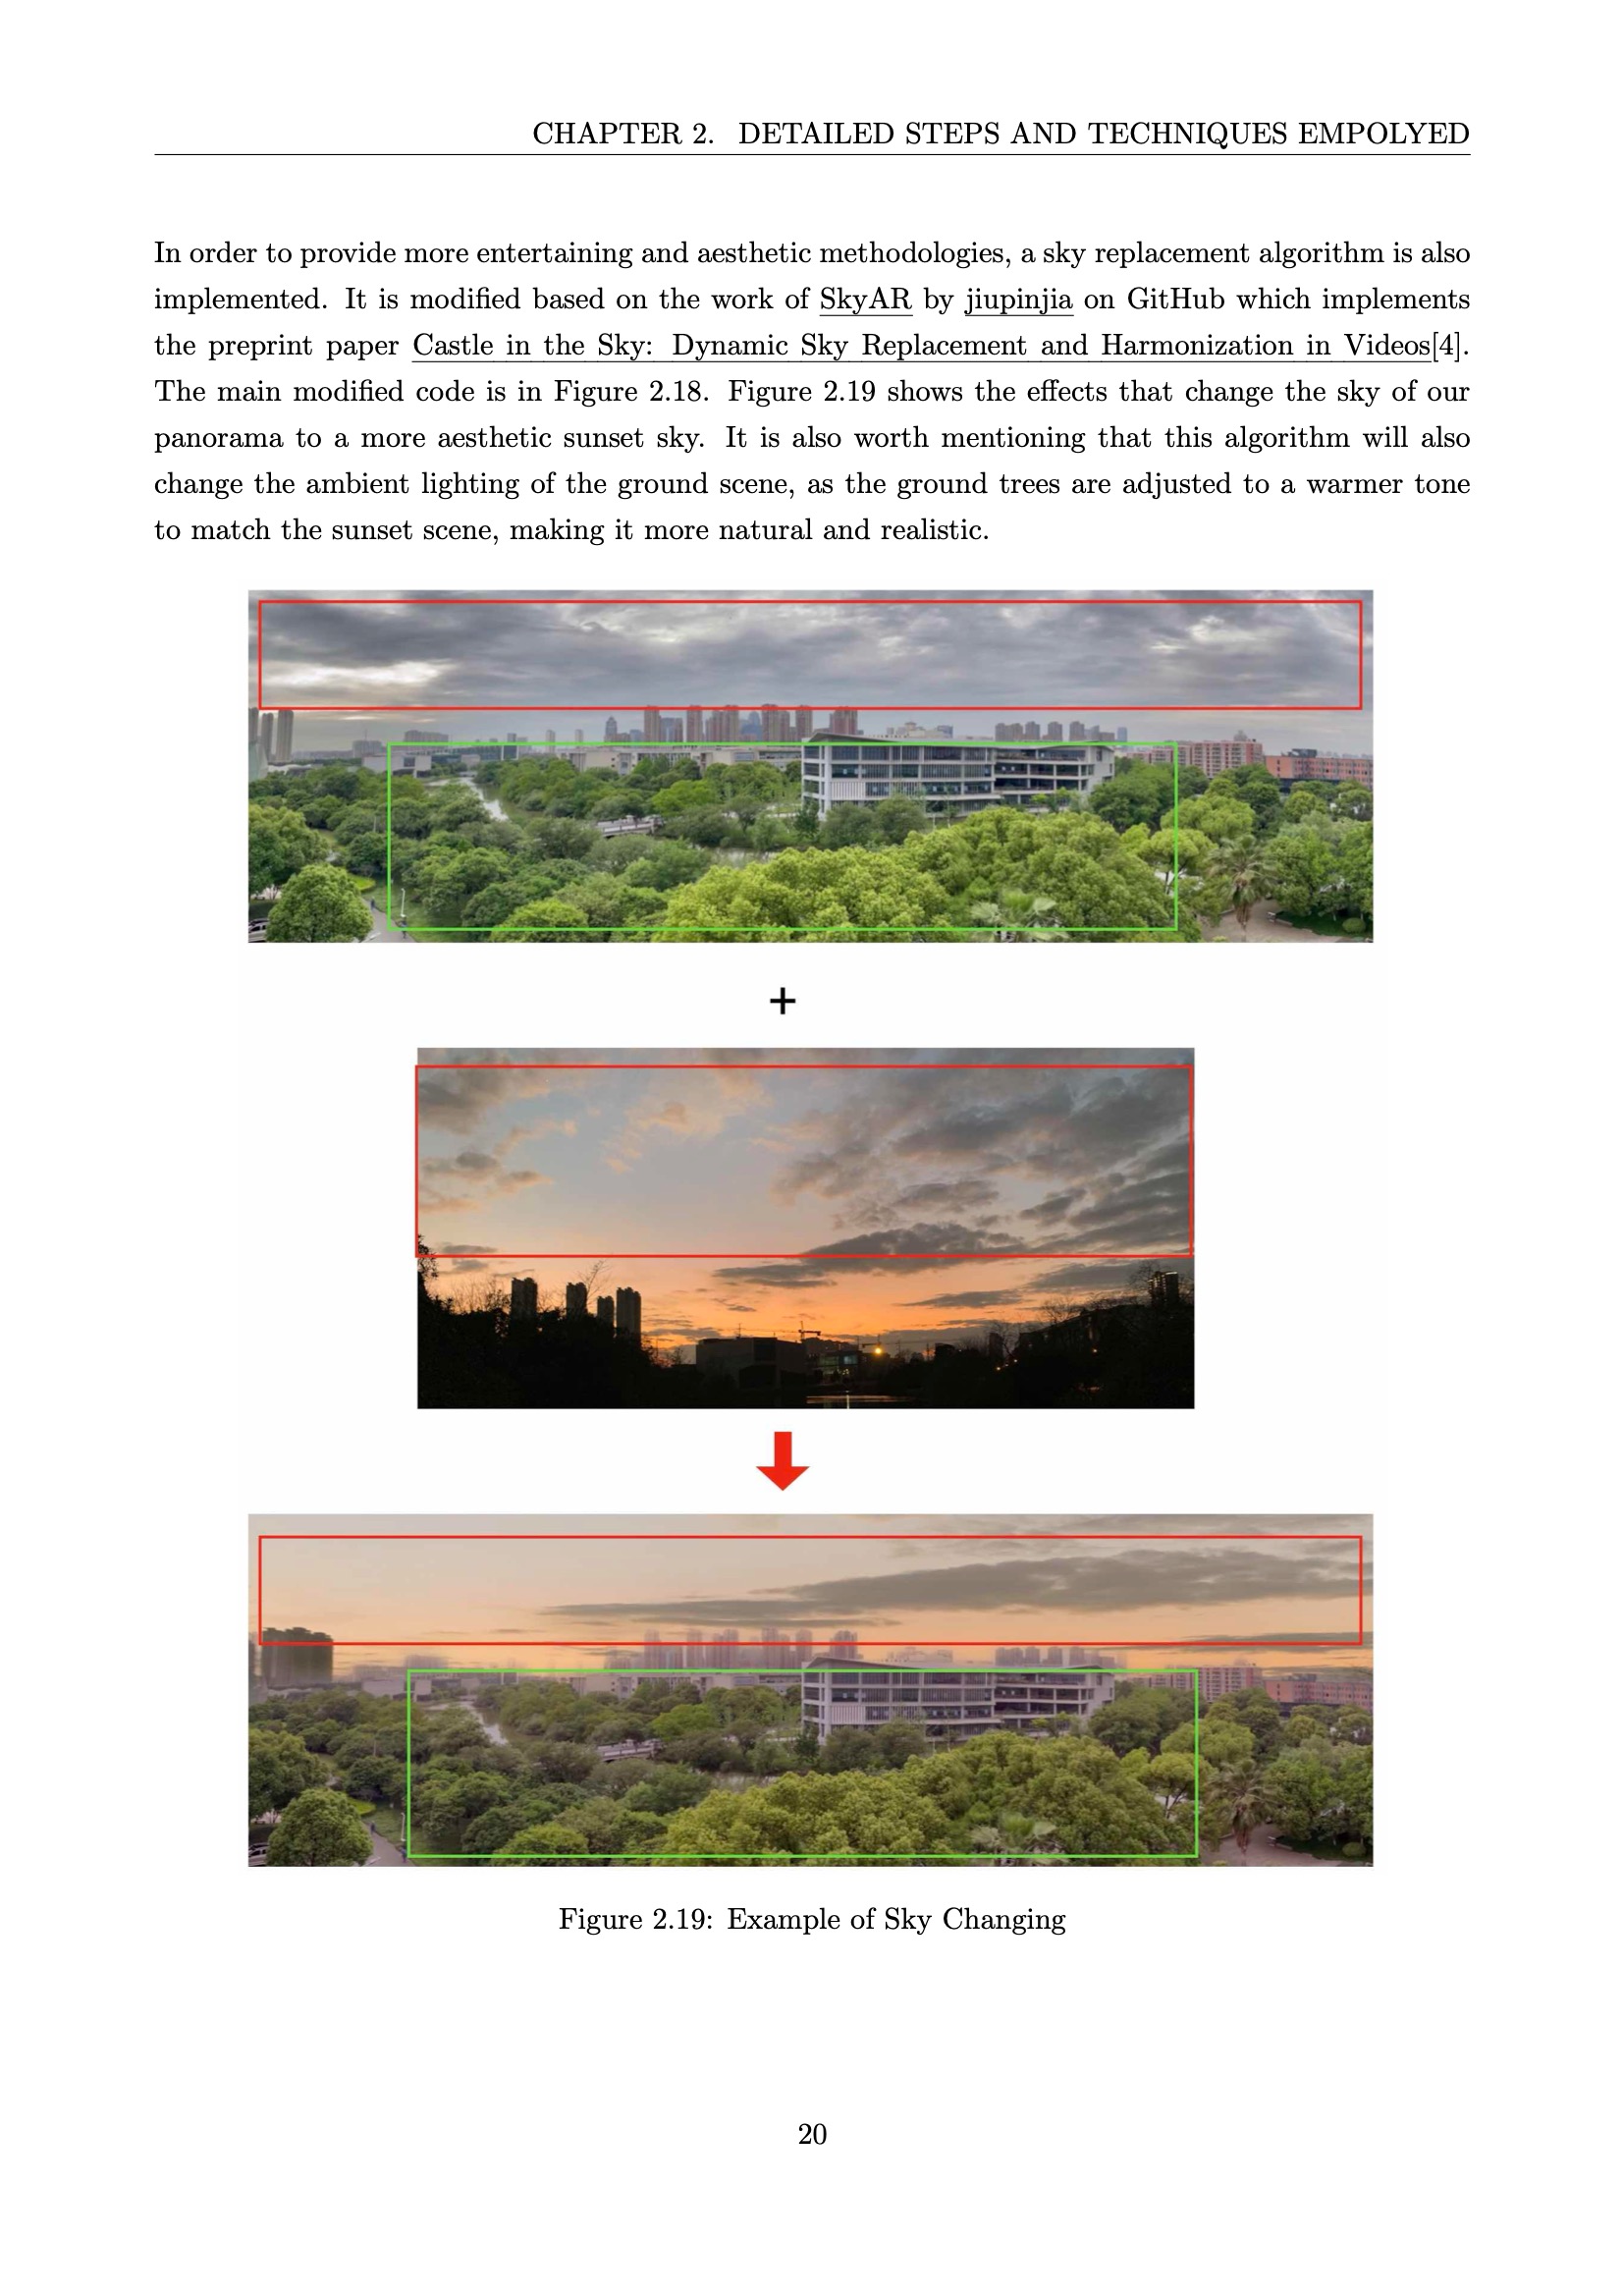 CHAPTER 2. DETAILED STEPS AND TECHNIQUES EMPOLYED
In order to provide more entertaining and aesthetic methodologies, a sky replacement algorithm is also
implemented. It is modified based on the work of SkyAR by jiupinjia on GitHub which implements
the preprint paper Castle in the Sky: Dynamic Sky Replacement and Harmonization in Videos[4].
The main modified code is in Figure 2.18. Figure 2.19 shows the effects that change the sky of our
panorama to a more aesthetic sunset sky. It is also worth mentioning that this algorithm will also
change the ambient lighting of the ground scene, as the ground trees are adjusted to a warmer tone
to match the sunset scene, making it more natural and realistic.
+
Figure 2.19: Example of Sky Changing
20